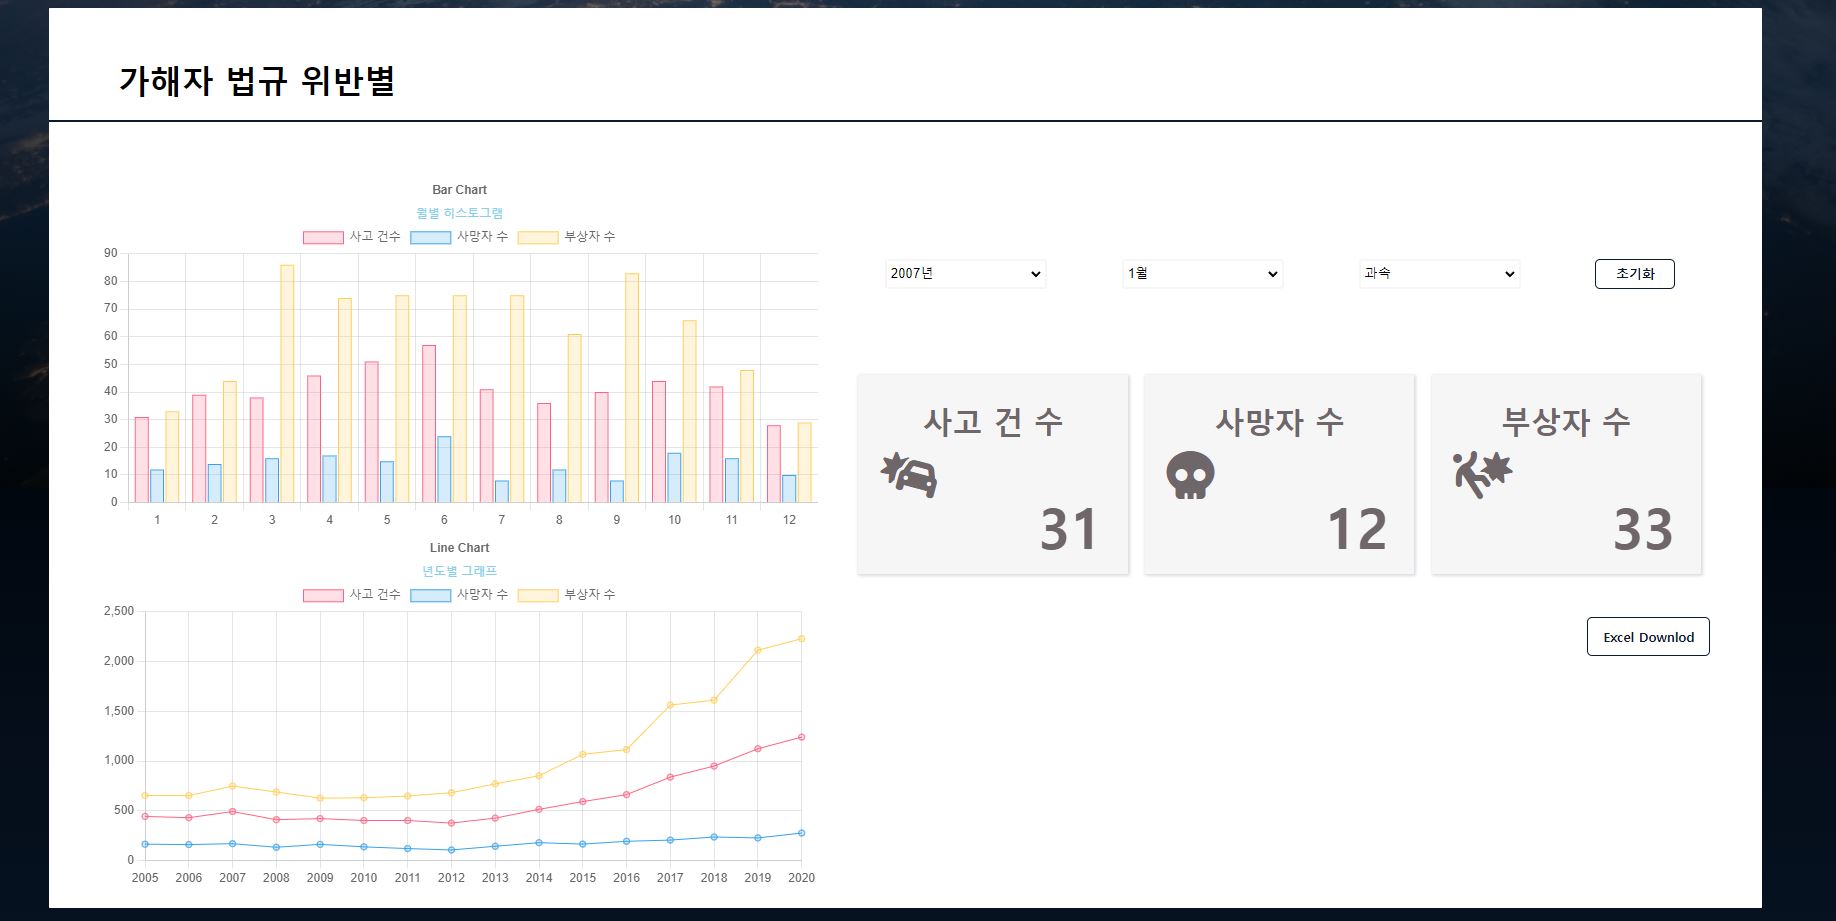 가해자 법규 위반별
Bar Chart
월별 히스토그램
사고 건수 사망자 수 부상자 수
90
80
70
60
50
40
30
20
10
0
1 2 3 4 5 6 7 8 9 10 11 12
Line Chart
년도별 그래프
사고 건수 사망자 수 부상자 수
2,500
2,000
1,500
1,000
500
0
2005 2006 2007 2008 2009 2010 2011 2012 2013 2014 2015 2016 2017 2018 2019 2020
2007년 1월 과속 초기화
사고 건 수
31
사망자 수
12
부상자 수
33
Excel Downlod